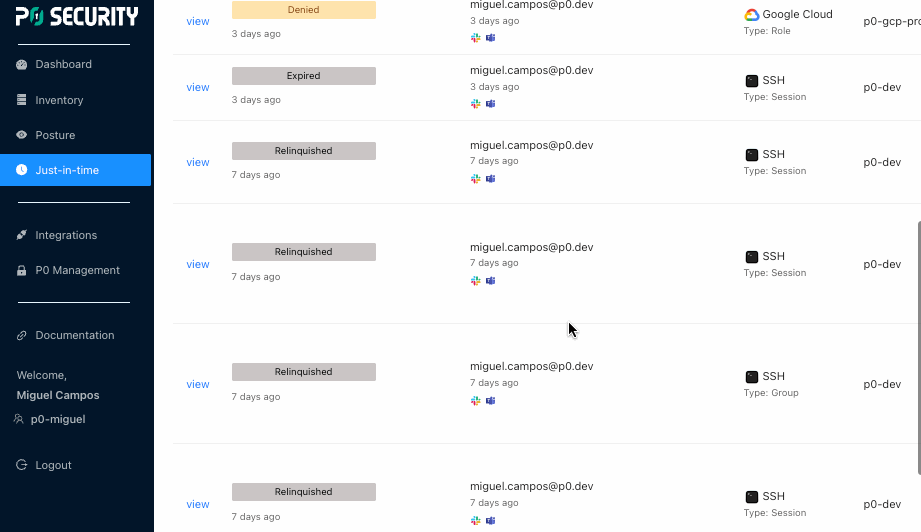 P0 SECURITY
Dashboard
Inventory
Posture
Just-in-time
Integrations
P0 Management
Documentation
Welcome,
Miguel Campos
p0-miguel
Logout
view
Denied
3 days ago
miguel.campos@p0.dev
3 days ago
Google Cloud
Type: Role
view
Expired
3 days ago
miguel.campos@p0.dev
3 days ago
SSH
Type: Session
p0-dev
view
Relinquished
7 days ago
miguel.campos@p0.dev
7 days ago
SSH
Type: Session
p0-dev
view
Relinquished
7 days ago
miguel.campos@p0.dev
7 days ago
SSH
Type: Session
p0-dev
view
Relinquished
7 days ago
miguel.campos@p0.dev
7 days ago
SSH
Type: Group
p0-dev
view
Relinquished
7 days ago
miguel.campos@p0.dev
7 days ago
SSH
Type: Session
p0-dev